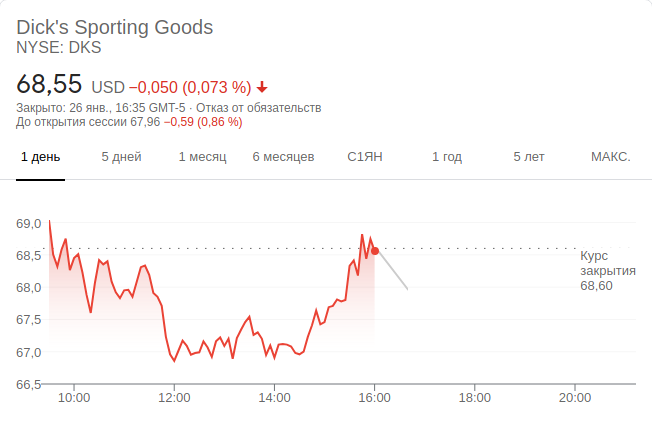 Dick's Sporting Goods
NYSE: DKS
68,55 USD −0,050 (0,073 %)
Закрыто: 26 янв., 16:35 GMT-5 · Отказ от обязательств
До открытия сессии 67,96 −0,59 (0,86 %)
1 день 5 дней 1 месяц 6 месяцев С1ЯН 1 год 5 лет МАКС.
69,0
68,5
68,0
67,5
67,0
66,5
Курс
закрытия
68,60
10:00 12:00 14:00 16:00 18:00 20:00